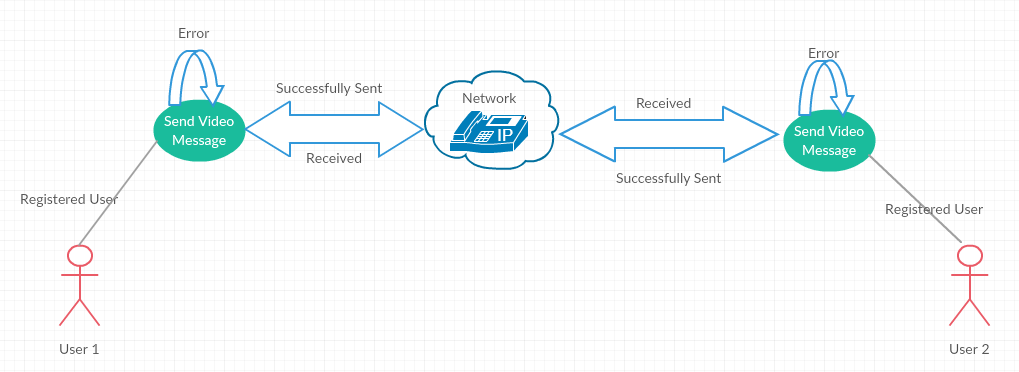 Error
Error
Successfully Sent
Network
Received
Send Video
Message
IP
Send Video
Message
Received
Successfully Sent
Registered User
Registered User
User 1
User 2